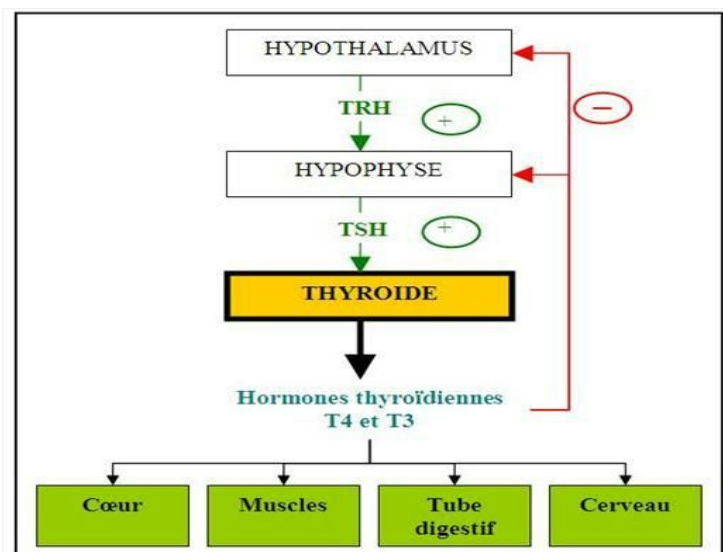 HYPOTHALAMUS
TRH
+
−
HYPOPHYSE
TSH
+
THYROIDE
Hormones thyroïdiennes
T4 et T3
Cœur
Muscles
Tube
digestif
Cerveau